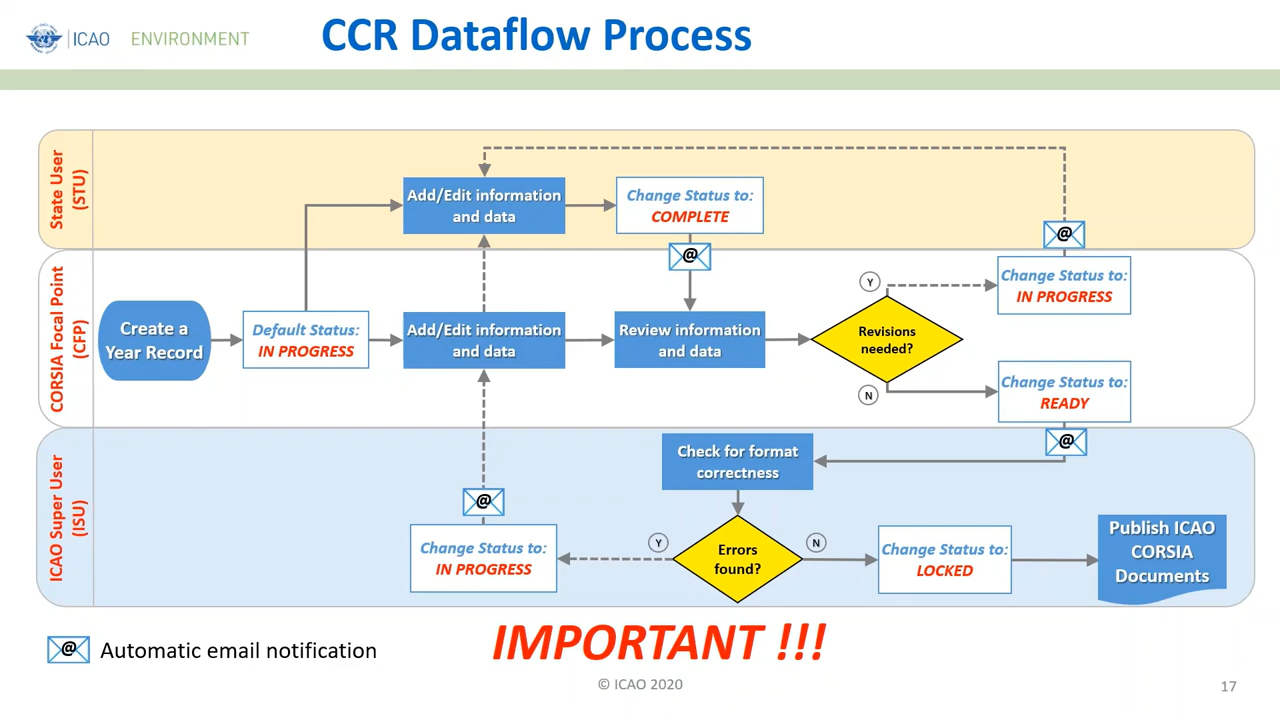 ICAO
ENVIRONMENT
CCR Dataflow Process
State User
(STU)
Add/Edit information
and data
Change Status to:
COMPLETE
@
@
CORSIA Focal Point
(CFP)
Create a
Year Record
Default Status:
IN PROGRESS
Add/Edit information
and data
Review information
and data
Revisions
needed?
Y
N
Change Status to:
IN PROGRESS
Change Status to:
READY
@
ICAO Super User
(ISU)
Check for format
correctness
@
Change Status to:
IN PROGRESS
Y
Errors
found?
N
Change Status to:
LOCKED
Publish ICAO
CORSIA
Documents
@
Automatic email notification
IMPORTANT !!!
© ICAO 2020
17